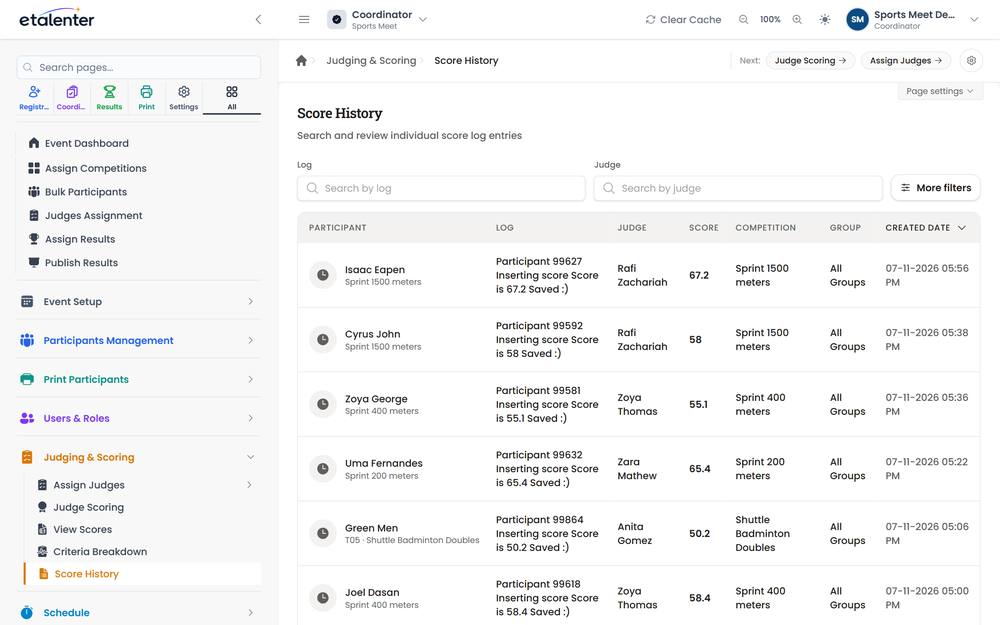 etalenter
Coordinator
Sports Meet
Clear Cache
100%
SM
Sports Meet De...
Coordinator
Search pages...
Registr...
Coordi...
Results
Print
Settings
All
Event Dashboard
Assign Competitions
Bulk Participants
Judges Assignment
Assign Results
Publish Results
Event Setup
Participants Management
Print Participants
Users & Roles
Judging & Scoring
Assign Judges
Judge Scoring
View Scores
Criteria Breakdown
Score History
Schedule
Judging & Scoring
Score History
Next:
Judge Scoring →
Assign Judges →
Page settings
Score History
Search and review individual score log entries
Log
Judge
Search by log
Search by judge
More filters
PARTICIPANT LOG JUDGE SCORE COMPETITION GROUP CREATED DATE
Isaac Eapen
Sprint 1500 meters
Participant 99627
Inserting score Score
is 67.2 Saved :)
Rafi
Zachariah
67.2
Sprint 1500
meters
All
Groups
07-11-2026 05:56
PM
Cyrus John
Sprint 1500 meters
Participant 99592
Inserting score Score
is 58 Saved :)
Rafi
Zachariah
58
Sprint 1500
meters
All
Groups
07-11-2026 05:38
PM
Zoya George
Sprint 400 meters
Participant 99581
Inserting score Score
is 55.1 Saved :)
Zoya
Thomas
55.1
Sprint 400
meters
All
Groups
07-11-2026 05:36
PM
Uma Fernandes
Sprint 200 meters
Participant 99632
Inserting score Score
is 65.4 Saved :)
Zara
Mathew
65.4
Sprint 200
meters
All
Groups
07-11-2026 05:22
PM
Green Men
T05 · Shuttle Badminton Doubles
Participant 99864
Inserting score Score
is 50.2 Saved :)
Anita
Gomez
50.2
Shuttle
Badminton
Doubles
All
Groups
07-11-2026 05:06
PM
Joel Dasan
Sprint 400 meters
Participant 99618
Inserting score Score
is 58.4 Saved :)
Zoya
Thomas
58.4
Sprint 400
meters
All
Groups
07-11-2026 05:00
PM